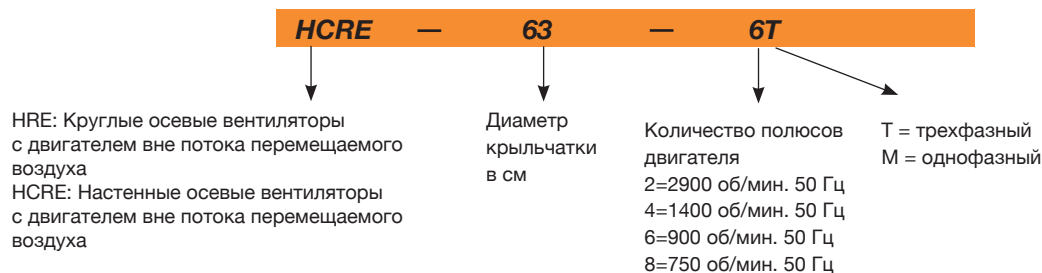 HCRE — 63 — 6T
HRE: Круглые осевые вентиляторы
с двигателем вне потока перемещаемого
воздуха
HCRE: Настенные осевые вентиляторы
с двигателем вне потока перемещаемого
воздуха
Диаметр
крыльчатки
в см
Количество полюсов
двигателя
2=2900 об/мин. 50 Гц
4=1400 об/мин. 50 Гц
6=900 об/мин. 50 Гц
8=750 об/мин. 50 Гц
T = трехфазный
M = однофазный